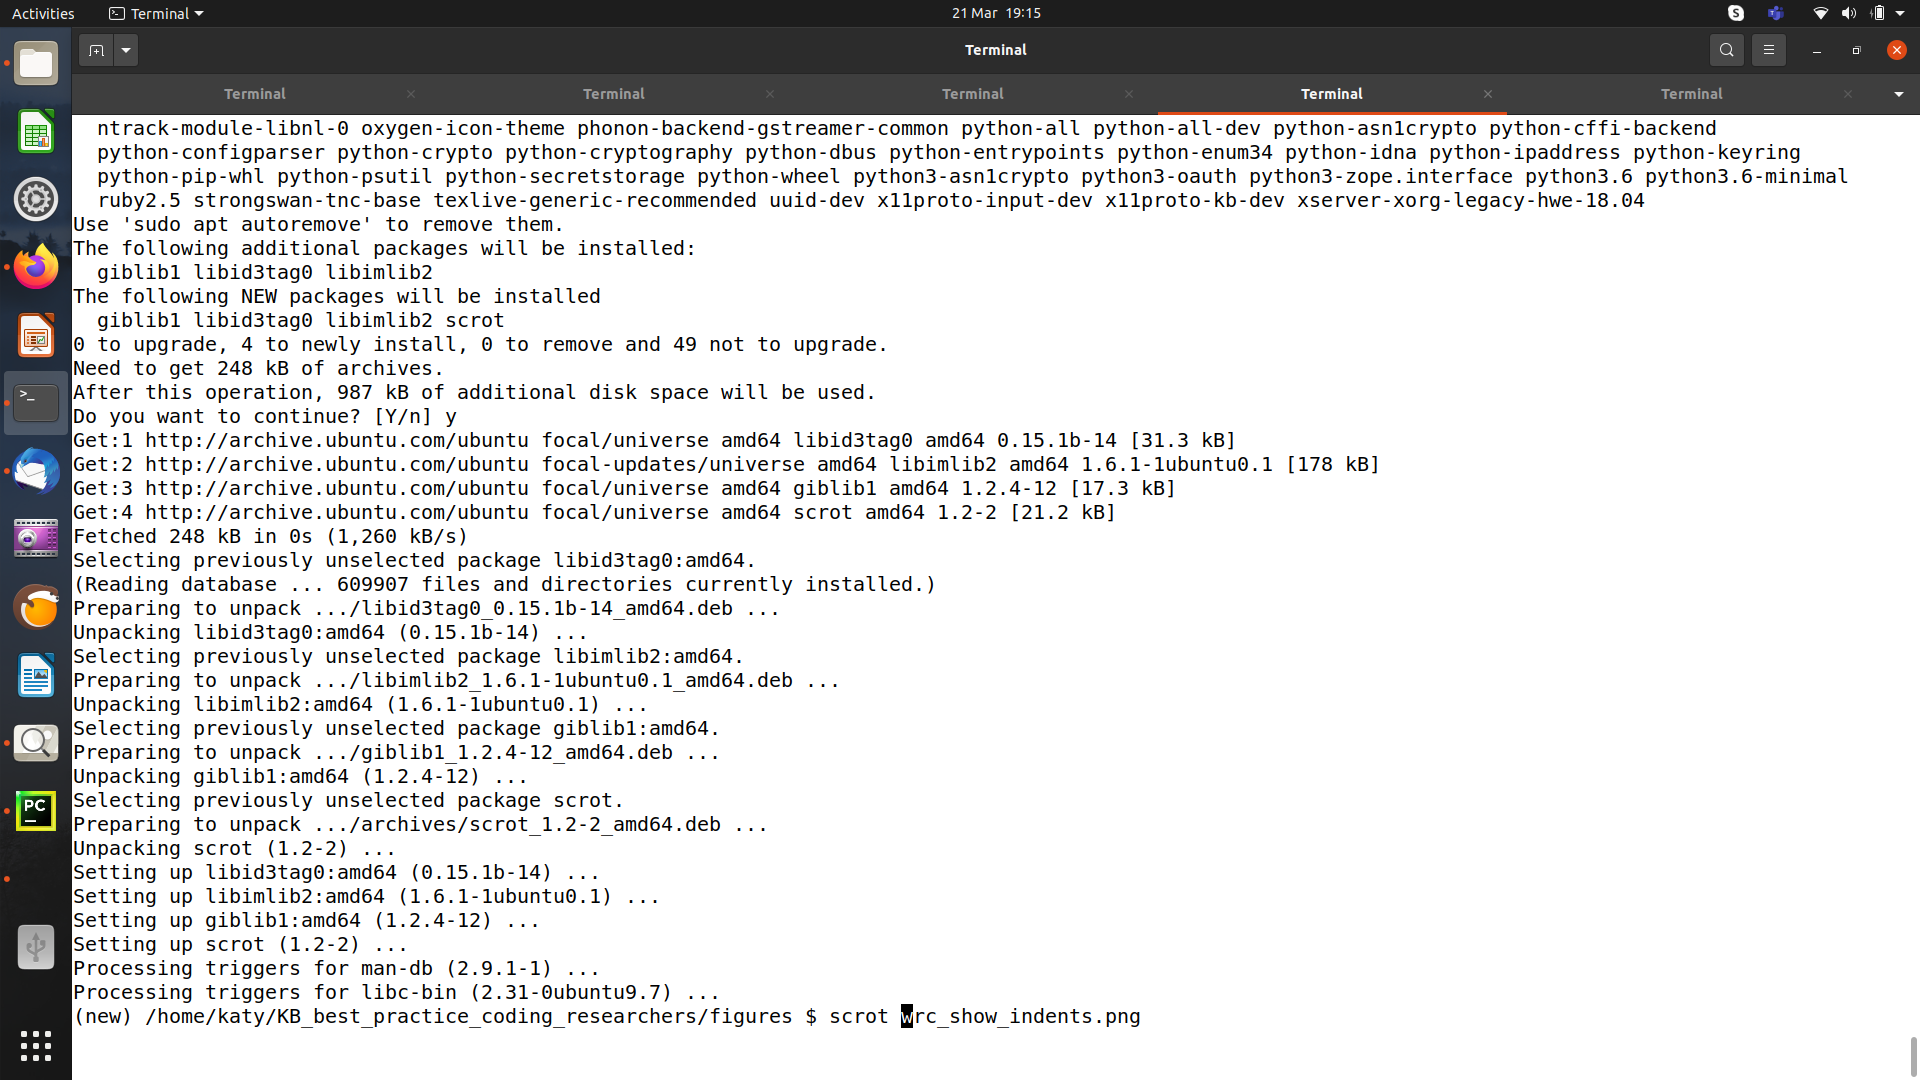 Activities Terminal 21 Mar 19:15
Terminal
Terminal Terminal Terminal Terminal Terminal
ntrack-module-libnl-0 oxygen-icon-theme phonon-backend-gstreamer-common python-all python-all-dev python-asn1crypto python-cffi-backend
python-configparser python-crypto python-cryptography python-dbus python-entrypoints python-enum34 python-idna python-ipaddress python-keyring
python-pip-whl python-psutil python-secretstorage python-wheel python3-asn1crypto python3-oauth python3-zope.interface python3.6 python3.6-minimal
ruby2.5 strongswan-tnc-base texlive-generic-recommended uuid-dev x11proto-input-dev x11proto-kb-dev xserver-xorg-legacy-hwe-18.04
Use 'sudo apt autoremove' to remove them.
The following additional packages will be installed:
giblib1 libid3tag0 libimlib2
The following NEW packages will be installed
giblib1 libid3tag0 libimlib2 scrot
0 to upgrade, 4 to newly install, 0 to remove and 49 not to upgrade.
Need to get 248 kB of archives.
After this operation, 987 kB of additional disk space will be used.
Do you want to continue? [Y/n] y
Get:1 http://archive.ubuntu.com/ubuntu focal/universe amd64 libid3tag0 amd64 0.15.1b-14 [31.3 kB]
Get:2 http://archive.ubuntu.com/ubuntu focal-updates/universe amd64 libimlib2 amd64 1.6.1-1ubuntu0.1 [178 kB]
Get:3 http://archive.ubuntu.com/ubuntu focal/universe amd64 giblib1 amd64 1.2.4-12 [17.3 kB]
Get:4 http://archive.ubuntu.com/ubuntu focal/universe amd64 scrot amd64 1.2-2 [21.2 kB]
Fetched 248 kB in 0s (1,260 kB/s)
Selecting previously unselected package libid3tag0:amd64.
(Reading database ... 609907 files and directories currently installed.)
Preparing to unpack .../libid3tag0_0.15.1b-14_amd64.deb ...
Unpacking libid3tag0:amd64 (0.15.1b-14) ...
Selecting previously unselected package libimlib2:amd64.
Preparing to unpack .../libimlib2_1.6.1-1ubuntu0.1_amd64.deb ...
Unpacking libimlib2:amd64 (1.6.1-1ubuntu0.1) ...
Selecting previously unselected package giblib1:amd64.
Preparing to unpack .../giblib1_1.2.4-12_amd64.deb ...
Unpacking giblib1:amd64 (1.2.4-12) ...
Selecting previously unselected package scrot.
Preparing to unpack .../archives/scrot_1.2-2_amd64.deb ...
Unpacking scrot (1.2-2) ...
Setting up libid3tag0:amd64 (0.15.1b-14) ...
Setting up libimlib2:amd64 (1.6.1-1ubuntu0.1) ...
Setting up giblib1:amd64 (1.2.4-12) ...
Setting up scrot (1.2-2) ...
Processing triggers for man-db (2.9.1-1) ...
Processing triggers for libc-bin (2.31-0ubuntu9.7) ...
(new) /home/katy/KB_best_practice_coding_researchers/figures $ scrot wrc_show_indents.png
PC